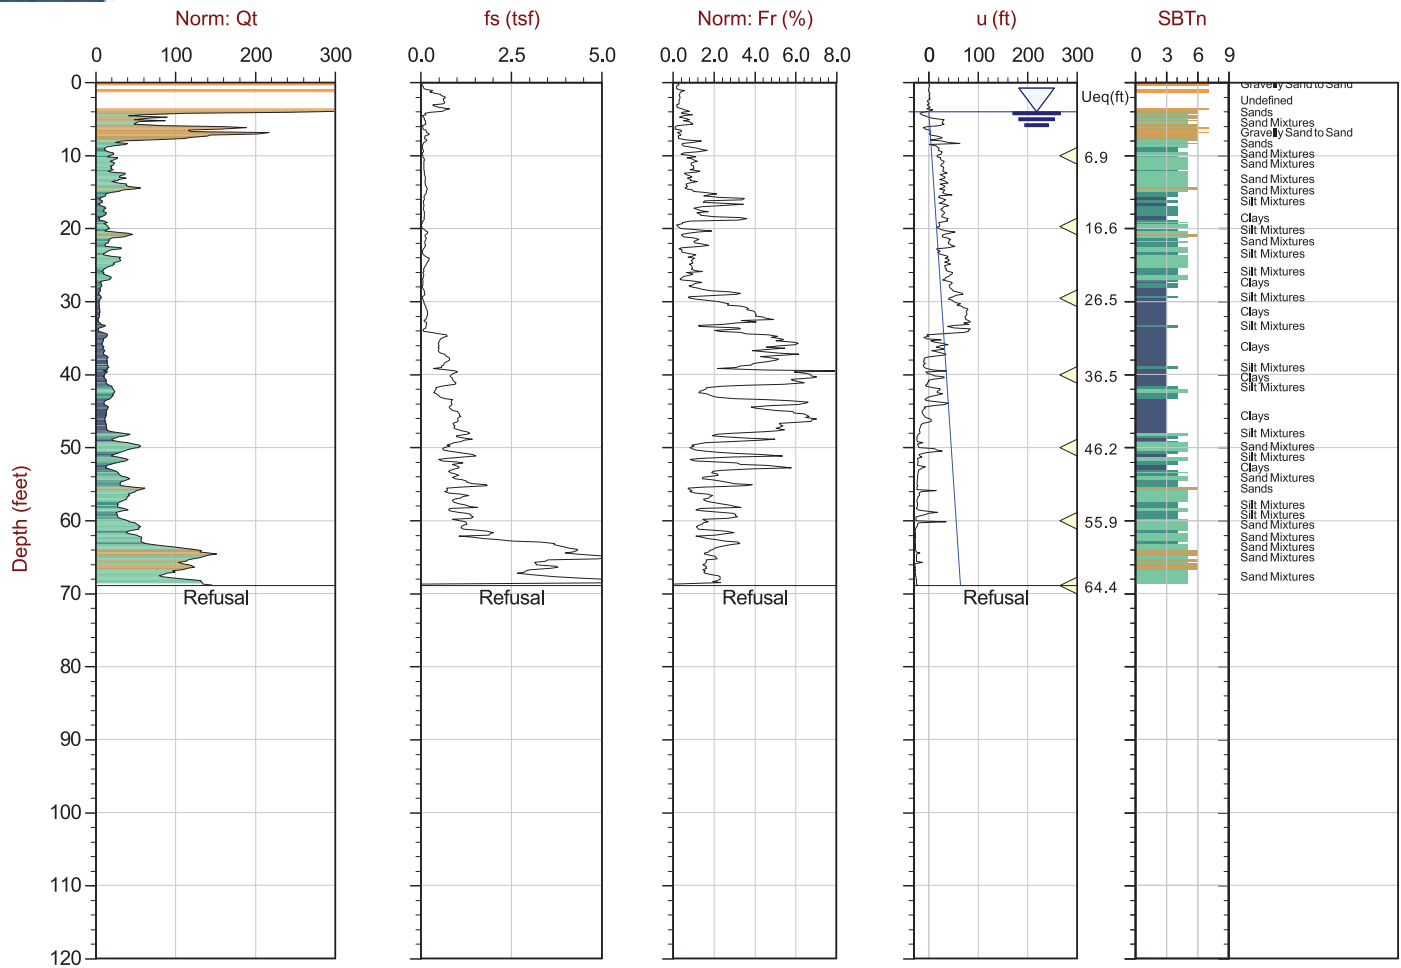 Norm: Qt
fs (tsf)
Norm: Fr (%)
u (ft)
SBTn
0 100 200 300
0.0 2.5 5.0
0.0 2.0 4.0 6.0 8.0
0 100 200 300
0 3 6 9
Depth (feet)
0
10
20
30
40
50
60
70
80
90
100
110
120
Refusal
Refusal
Refusal
Refusal
Ueq(ft)
6.9
16.6
26.5
36.5
46.2
55.9
64.4
Gravelly Sand to Sand
Undefined
Sands
Sand Mixtures
Gravelly Sand to Sand
Sands
Sand Mixtures
Sand Mixtures
Sand Mixtures
Sand Mixtures
Silt Mixtures
Clays
Silt Mixtures
Sand Mixtures
Silt Mixtures
Silt Mixtures
Clays
Silt Mixtures
Clays
Silt Mixtures
Clays
Silt Mixtures
Clays
Silt Mixtures
Clays
Silt Mixtures
Sand Mixtures
Silt Mixtures
Clays
Sand Mixtures
Sands
Silt Mixtures
Silt Mixtures
Sand Mixtures
Sand Mixtures
Sand Mixtures
Sand Mixtures
Sand Mixtures